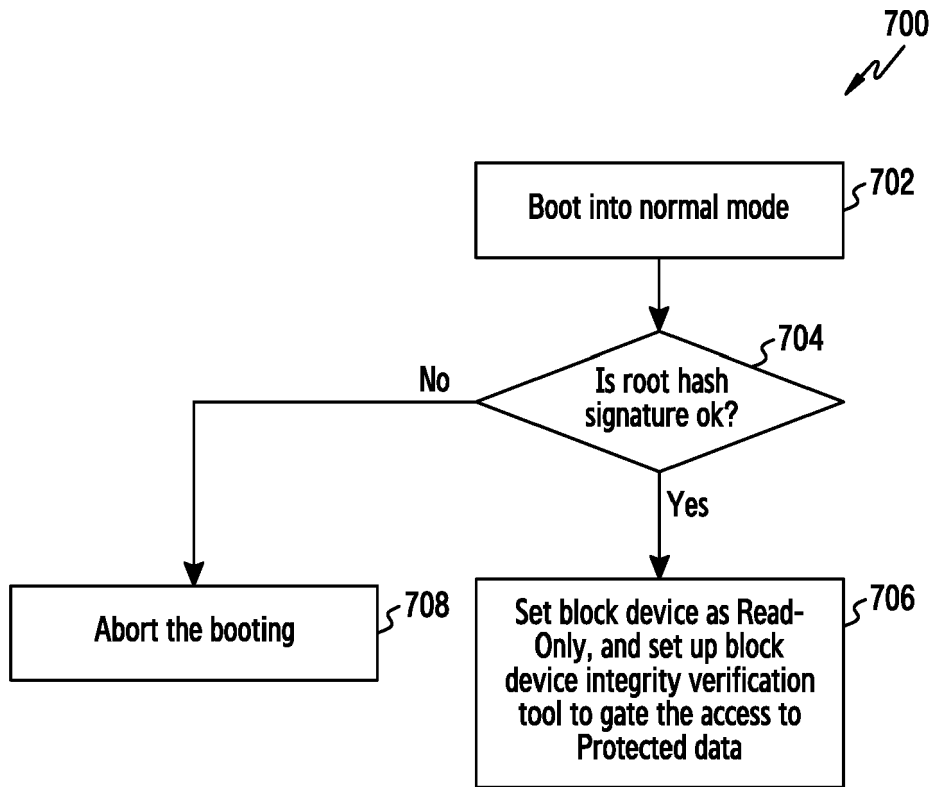 700
Boot into normal mode
702
704
Is root hash
signature ok?
No
Yes
Abort the booting
708
Set block device as Read-
Only, and set up block
device integrity verification
tool to gate the access to
Protected data
706